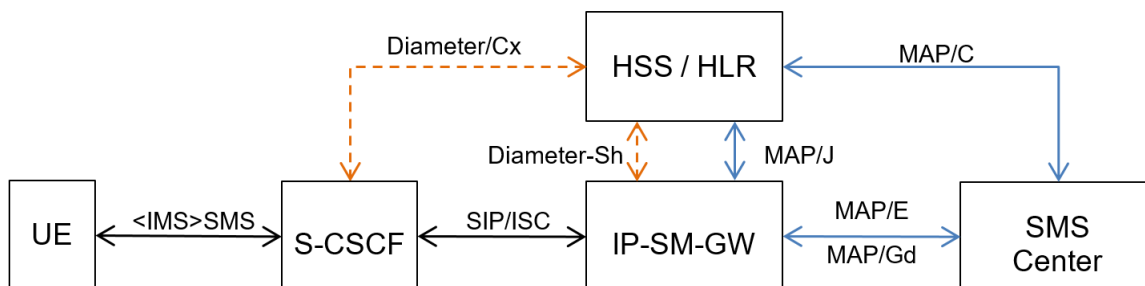 Diameter/Cx
HSS / HLR
MAP/C
Diameter-Sh
MAP/J
UE
<IMS>SMS
S-CSCF
SIP/ISC
IP-SM-GW
MAP/E
MAP/Gd
SMS
Center